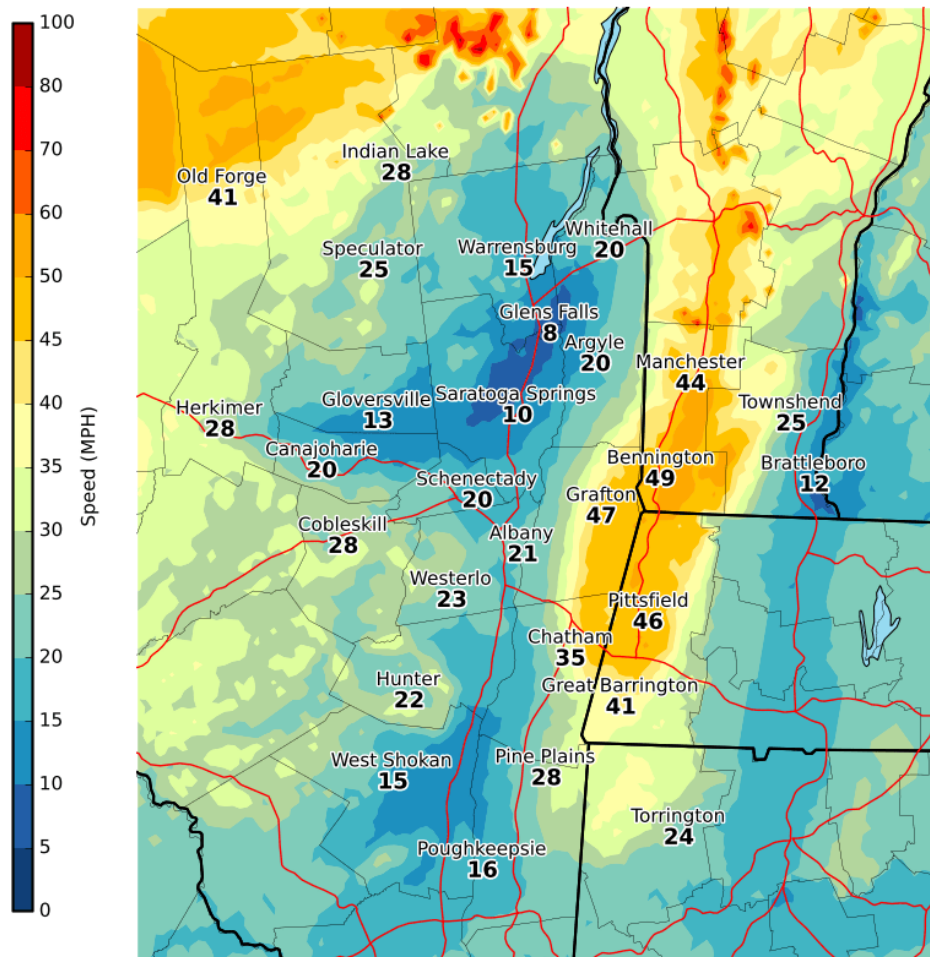 100
80
70
60
50
45
40
35
30
25
20
15
10
5
0
Speed (MPH)
Indian Lake
28
Old Forge
41
Whitehall
20
Speculator
25
Warrensburg
15
Glens Falls
8
Argyle
20
Manchester
44
Saratoga Springs
10
Gloversville
13
Herkimer
28
Townshend
25
Canajoharie
20
Bennington
49
Brattleboro
12
Schenectady
20
Grafton
47
Cobleskill
28
Albany
21
Westerlo
23
Pittsfield
46
Chatham
35
Hunter
22
Great Barrington
41
West Shokan
15
Pine Plains
28
Torrington
24
Poughkeepsie
16